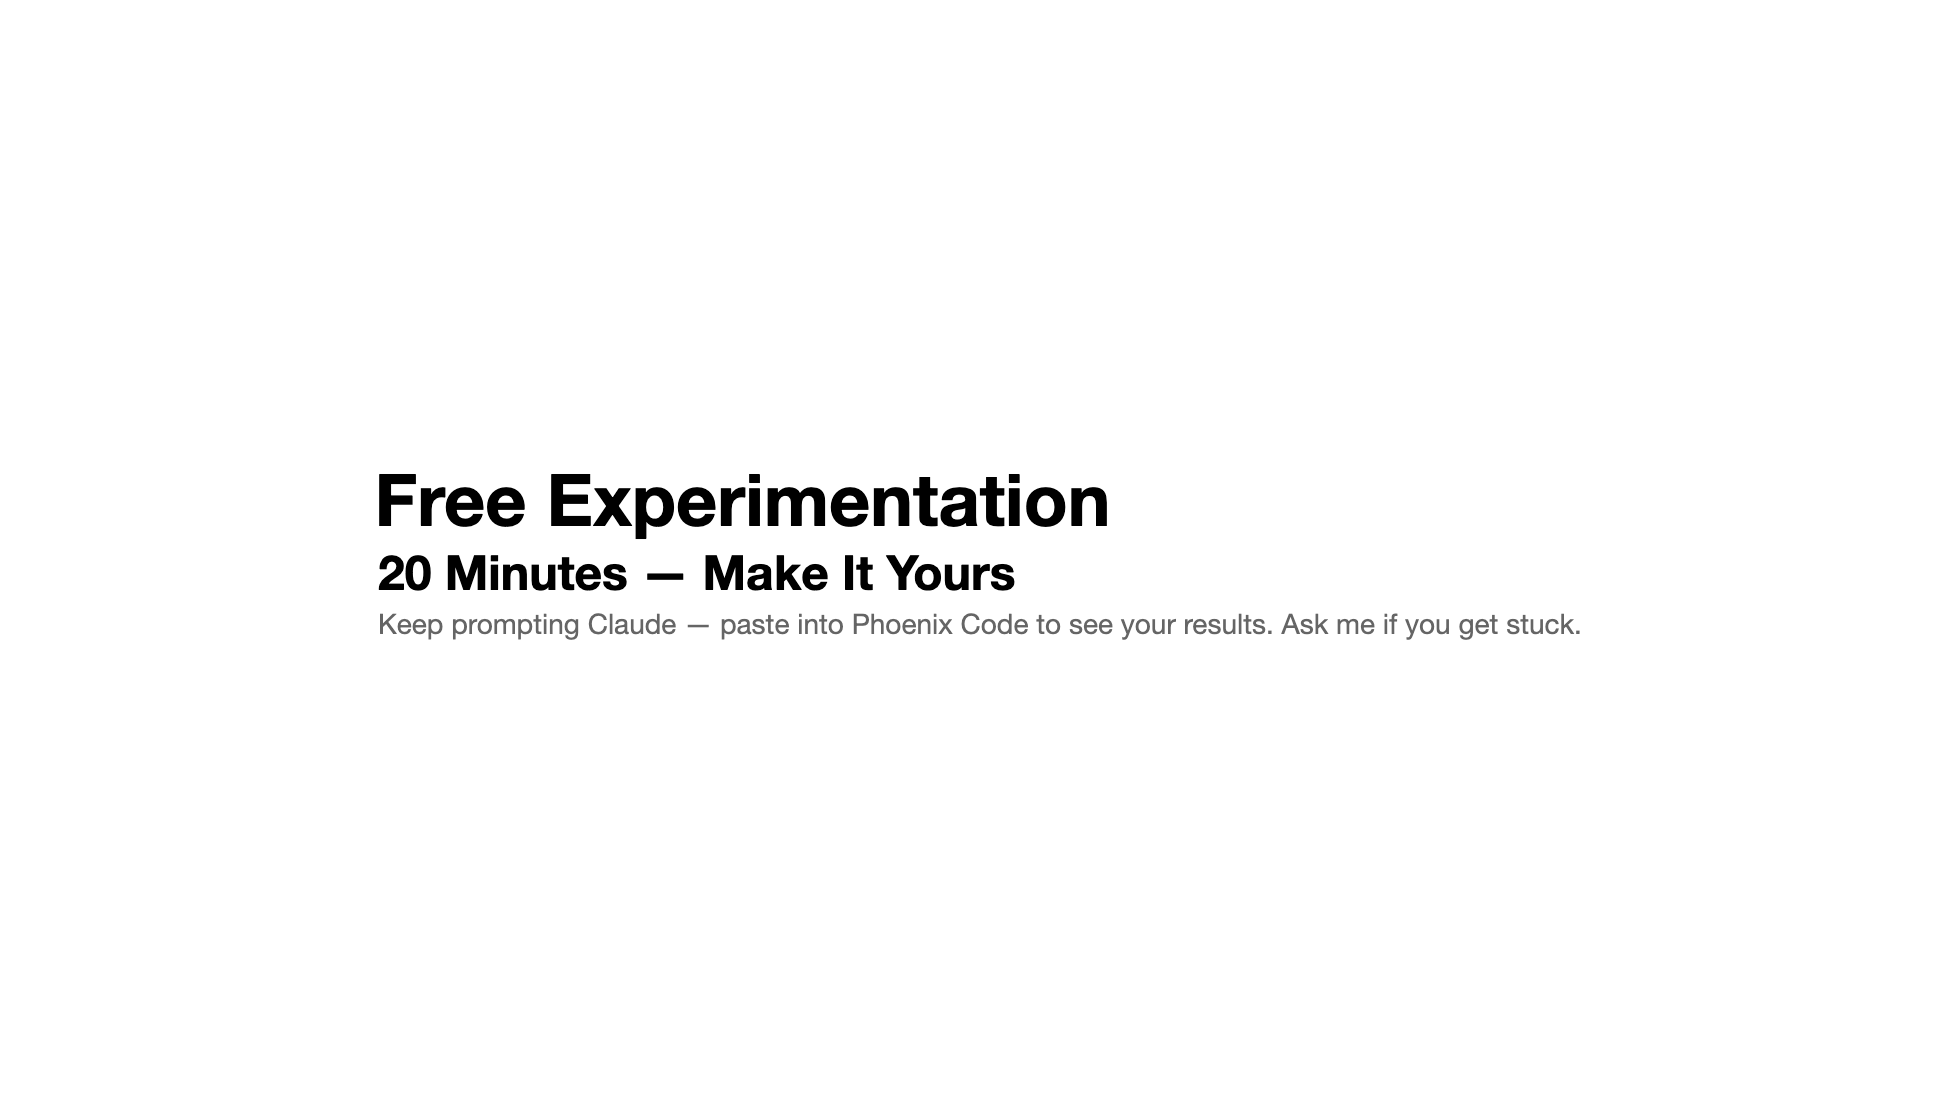 Free Experimentation
20 Minutes — Make It Yours
Keep prompting Claude — paste into Phoenix Code to see your results. Ask me if you get stuck.